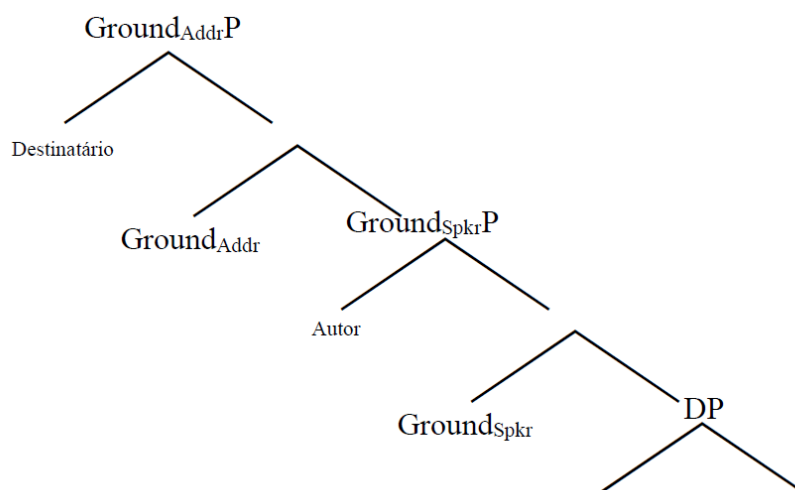 GroundAddrP
Destinatário
GroundAddr
GroundSpkrP
Autor
GroundSpkr
DP